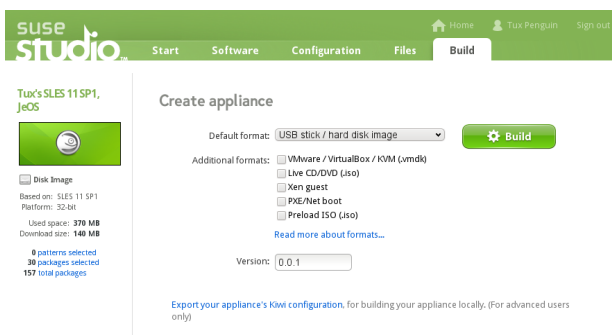 suse
studio™
Home Tux Penguin Sign out
Start Software Configuration Files Build
Tux's SLES 11 SP1,
JeOS
Disk Image
Based on: SLES 11 SP1
Platform: 32-bit
Used space: 370 MB
Download size: 140 MB
0 patterns selected
30 packages selected
157 total packages
Create appliance
Default format: USB stick / hard disk image
Build
Additional formats: VMware / VirtualBox / KVM (.vmdk)
Live CD/DVD (.iso)
Xen guest
PXE/Net boot
Preload ISO (.iso)
Read more about formats...
Version: 0.0.1
Export your appliance's Kiwi configuration, for building your appliance locally. (For advanced users
only)